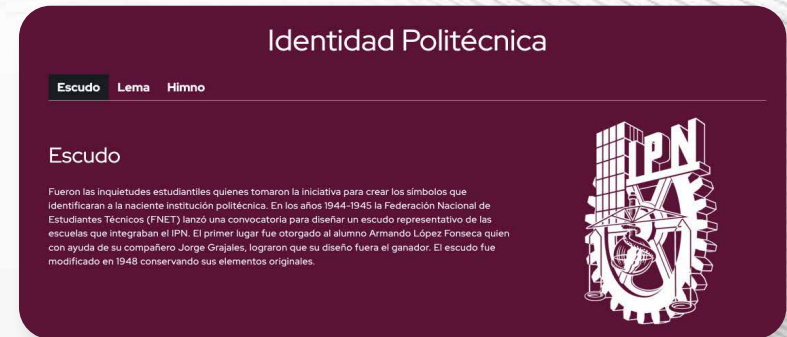 Identidad Politécnica
Escudo Lema Himno
Escudo
Fueron las inquietudes estudiantiles quienes tomaron la iniciativa para crear los símbolos que
identificaran a la naciente institución politécnica. En los años 1944-1945 la Federación Nacional de
Estudiantes Técnicos (FNET) lanzó una convocatoria para diseñar un escudo representativo de las
escuelas que integraban el IPN. El primer lugar fue otorgado al alumno Armando López Fonseca quien
con ayuda de su compañero Jorge Grajales, lograron que su diseño fuera el ganador. El escudo fue
modificado en 1948 conservando sus elementos originales.
IPN